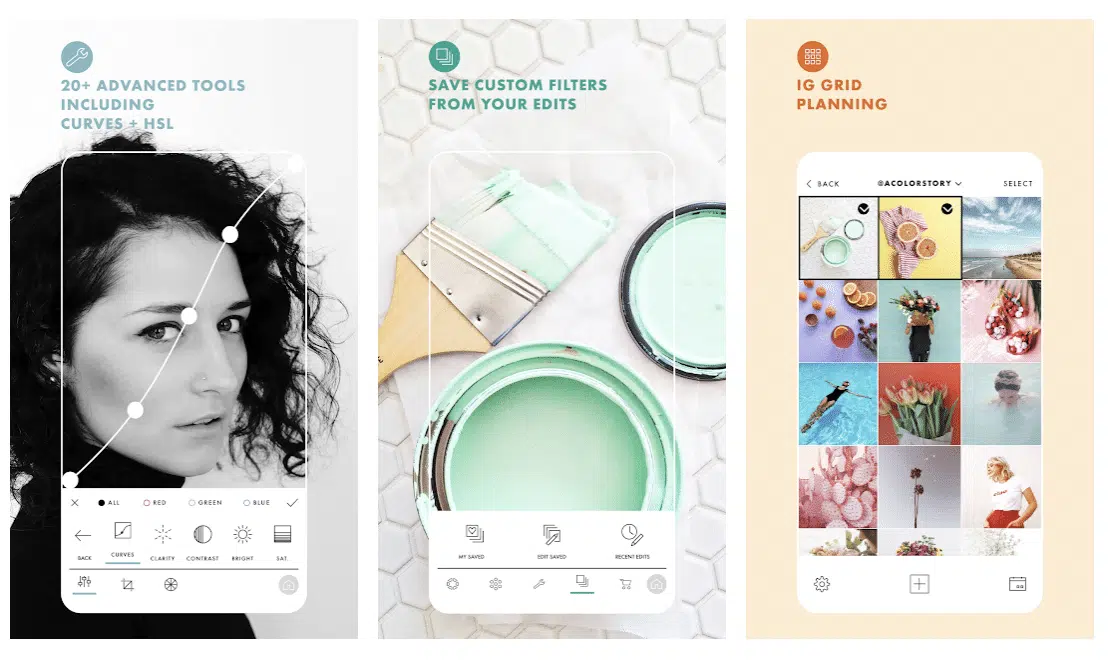 20+ ADVANCED TOOLS
INCLUDING
CURVES + HSL
ALL
RED
GREEN
BLUE
BACK
CURVES
CLARITY
CONTRAST
BRIGHT
SAT.
SAVE CUSTOM FILTERS
FROM YOUR EDITS
MY SAVED
EDIT SAVED
RECENT EDITS
IG GRID
PLANNING
BACK
@ACOLORSTORY
SELECT